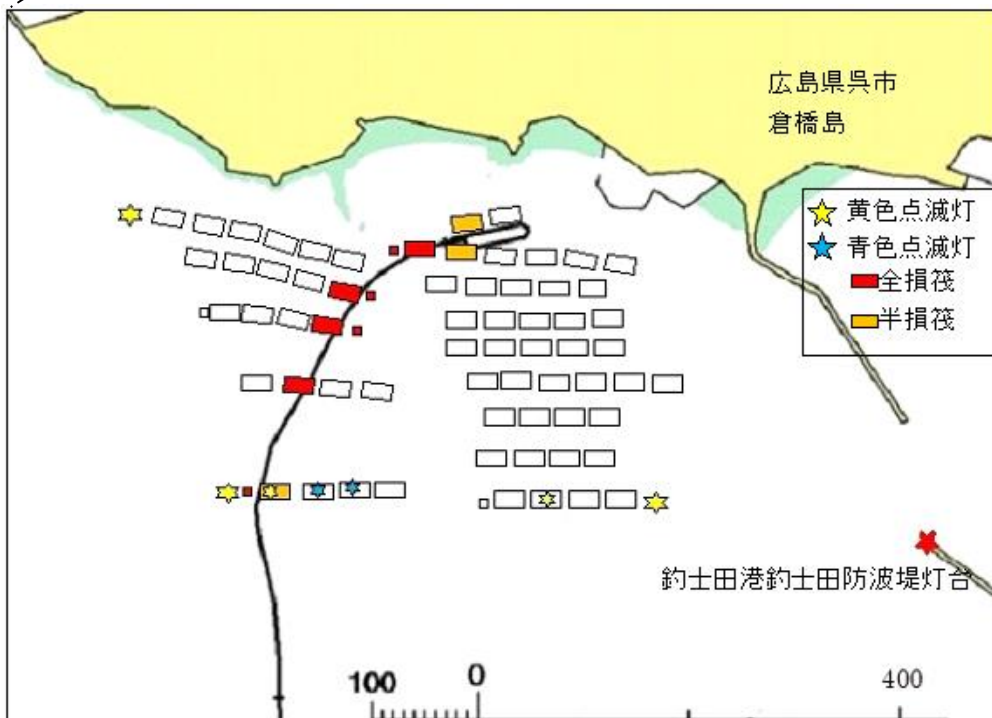 広島県呉市
倉橋島
黄色点滅灯
青色点滅灯
全損筏
半損筏
釣士田港釣士田防波堤灯台
100 0 400